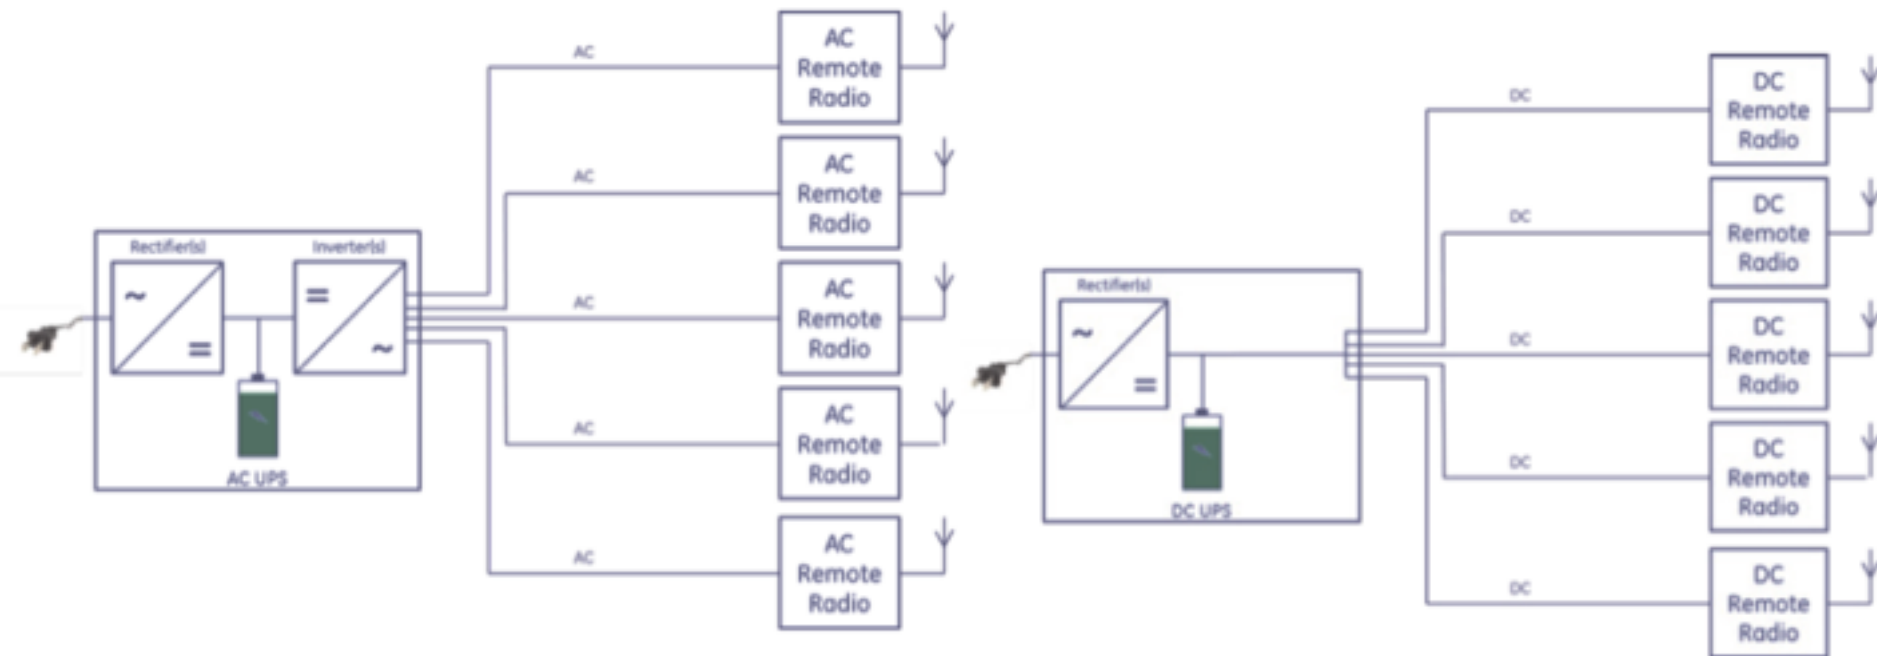 AC
AC
Remote
Radio
AC
AC
Remote
Radio
Rectifier(s)
Inverter(s)
~
=
=
~
AC UPS
AC
AC
Remote
Radio
AC
AC
Remote
Radio
AC
AC
Remote
Radio
DC
DC
Remote
Radio
DC
DC
Remote
Radio
Rectifier(s)
~
=
DC UPS
DC
DC
Remote
Radio
DC
DC
Remote
Radio
DC
DC
Remote
Radio